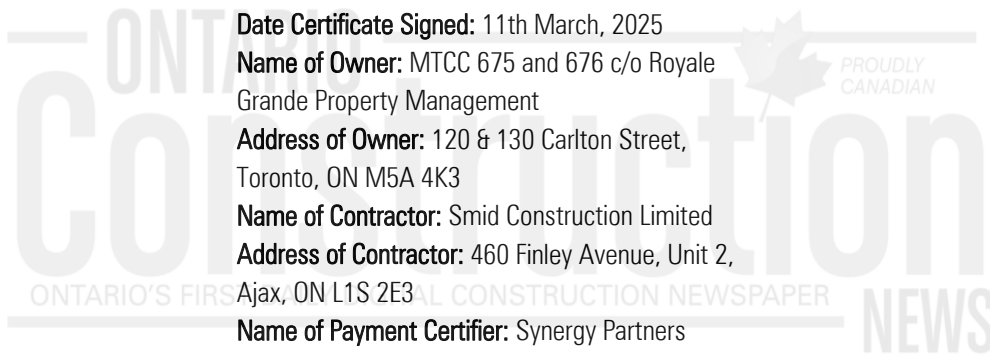 ONTARIO
Construction
NEWS
PROUDLY
CANADIAN
ONTARIO'S FIRS AL CONSTRUCTION NEWSPAPER
Date Certificate Signed: 11th March, 2025
Name of Owner: MTCC 675 and 676 c/o Royale
Grande Property Management
Address of Owner: 120 & 130 Carlton Street,
Toronto, ON M5A 4K3
Name of Contractor: Smid Construction Limited
Address of Contractor: 460 Finley Avenue, Unit 2,
Ajax, ON L1S 2E3
Name of Payment Certifier: Synergy Partners